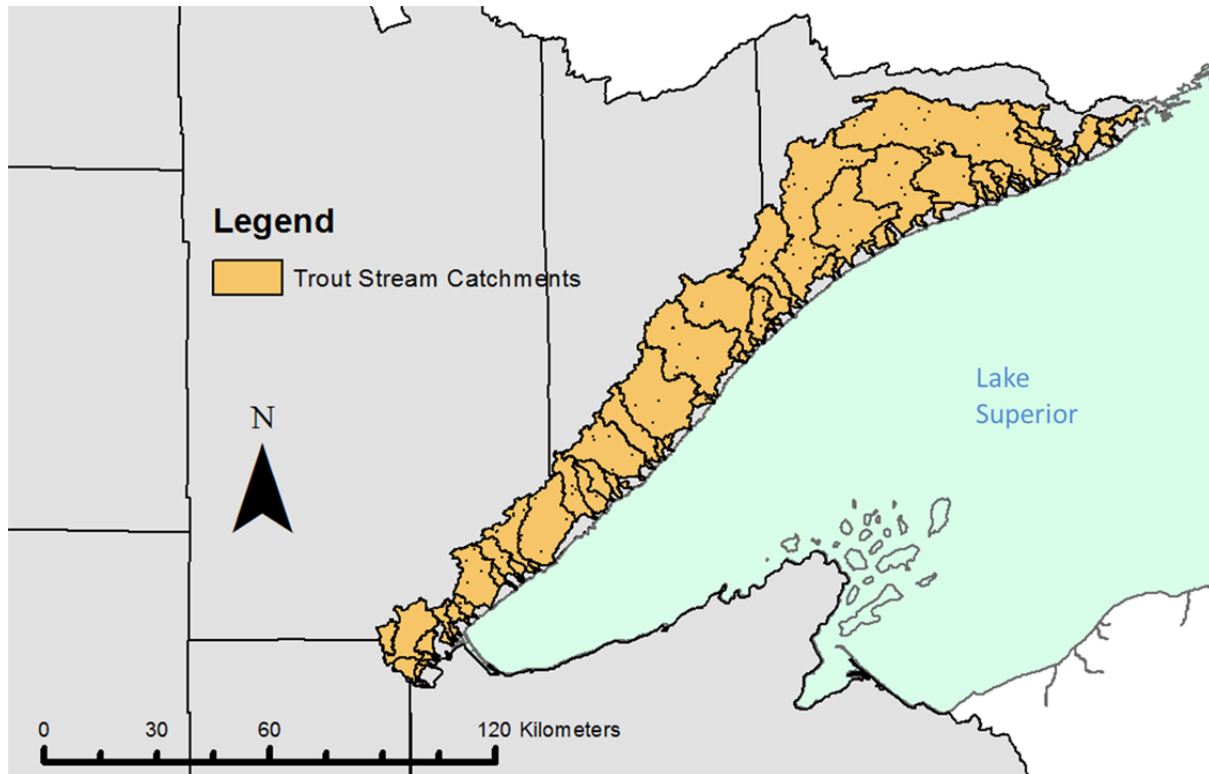 Legend
Trout Stream Catchments
Lake
Superior
N
0 30 60 120 Kilometers